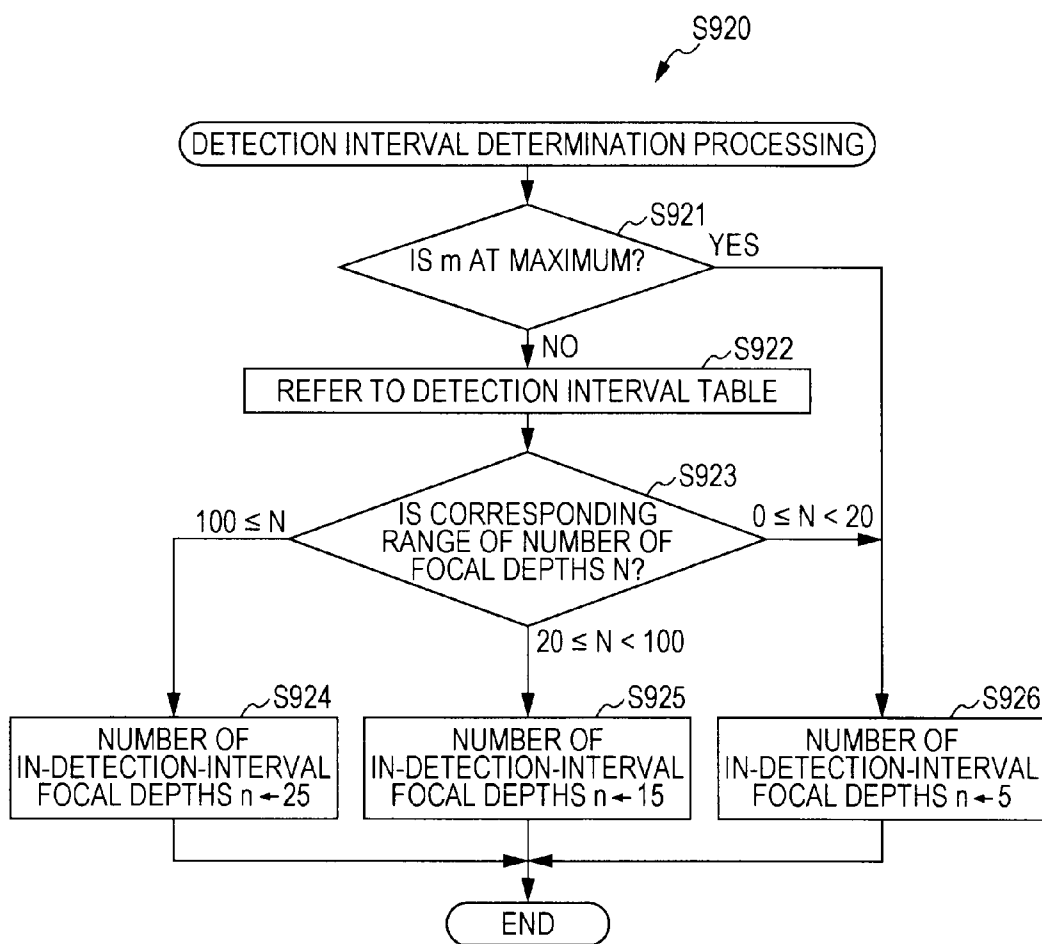 S920
DETECTION INTERVAL DETERMINATION PROCESSING
S921
IS m AT MAXIMUM?
YES
NO
S922
REFER TO DETECTION INTERVAL TABLE
S923
IS CORRESPONDING
RANGE OF NUMBER OF
FOCAL DEPTHS N?
100 ≤ N
0 ≤ N < 20
20 ≤ N < 100
S924
NUMBER OF
IN-DETECTION-INTERVAL
FOCAL DEPTHS n ← 25
S925
NUMBER OF
IN-DETECTION-INTERVAL
FOCAL DEPTHS n ← 15
S926
NUMBER OF
IN-DETECTION-INTERVAL
FOCAL DEPTHS n ← 5
END